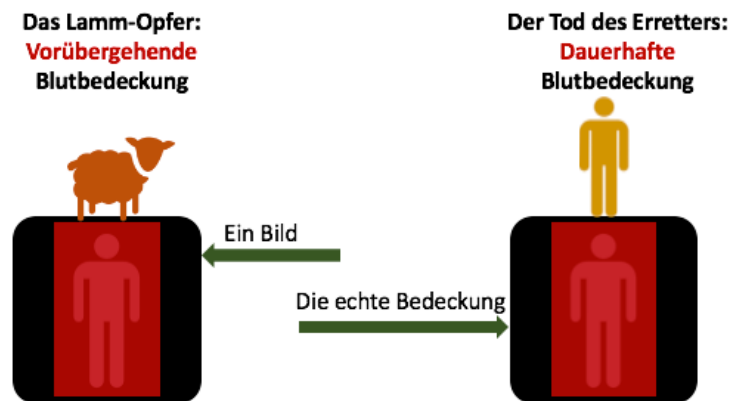 Das Lamm-Opfer:
Vorübergehende
Blutbedeckung
Der Tod des Erretters:
Dauerhafte
Blutbedeckung
Ein Bild
Die echte Bedeckung